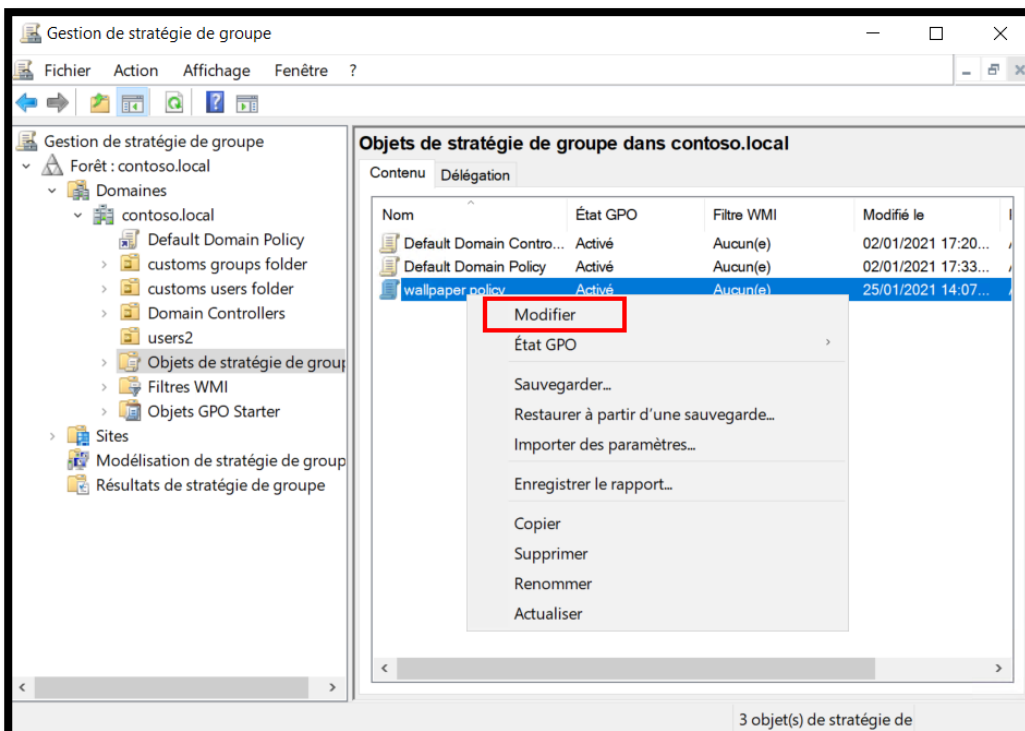 Gestion de stratégie de groupe
Fichier Action Affichage Fenêtre ?
Gestion de stratégie de groupe
Forêt : contoso.local
Domaines
contoso.local
Default Domain Policy
customs groups folder
customs users folder
Domain Controllers
users2
Objets de stratégie de group
Filtres WMI
Objets GPO Starter
Sites
Modélisation de stratégie de group
Résultats de stratégie de groupe
Objets de stratégie de groupe dans contoso.local
Contenu Délégation
Nom État GPO Filtre WMI Modifié le
Default Domain Contro... Activé Aucun(e) 02/01/2021 17:20...
Default Domain Policy Activé Aucun(e) 02/01/2021 17:33...
wallpaper policy Activé Aucun(e) 25/01/2021 14:07...
Modifier
État GPO
Sauvegarder...
Restaurer à partir d'une sauvegarde...
Importer des paramètres...
Enregistrer le rapport...
Copier
Supprimer
Renommer
Actualiser
3 objet(s) de stratégie de